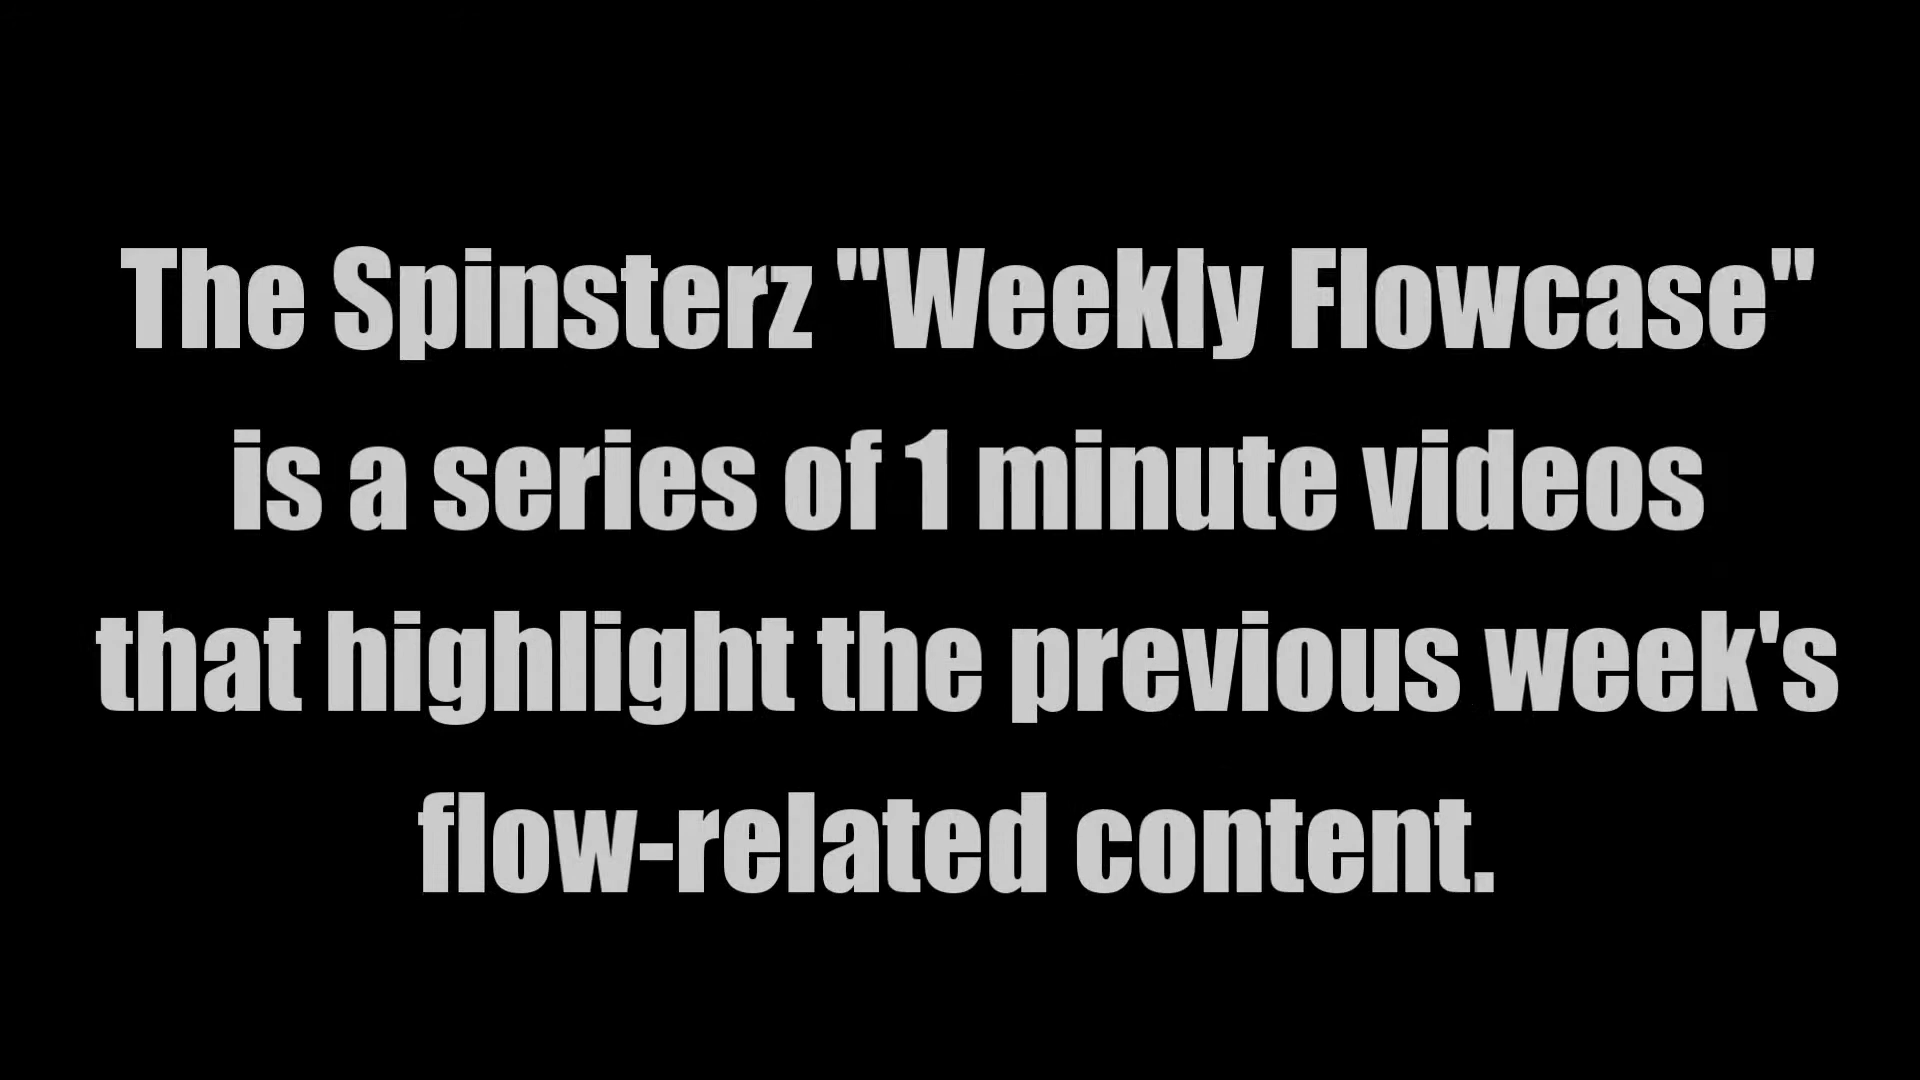 The Spinsterz "Weekly Flowcase"
is a series of 1 minute videos
that highlight the previous week's
flow-related content.